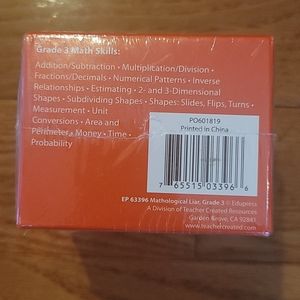 Grade 3 Math Skills:
Addition/Subtraction • Multiplication/Division •
Fractions/Decimals • Numerical Patterns • Inverse
Relationships • Estimating • 2- and 3-Dimensional
Shapes • Subdividing Shapes • Shapes: Slides, Flips, Turns •
Measurement • Unit
Conversions • Area and
Perimeter • Money • Time •
Probability
PO601819
Printed in China
7 65515 03396 6
EP 63396 Mathological Liar, Grade 3 © Edupress
A Division of Teacher Created Resources
Garden Grove, CA 92841
www.teachercreated.com